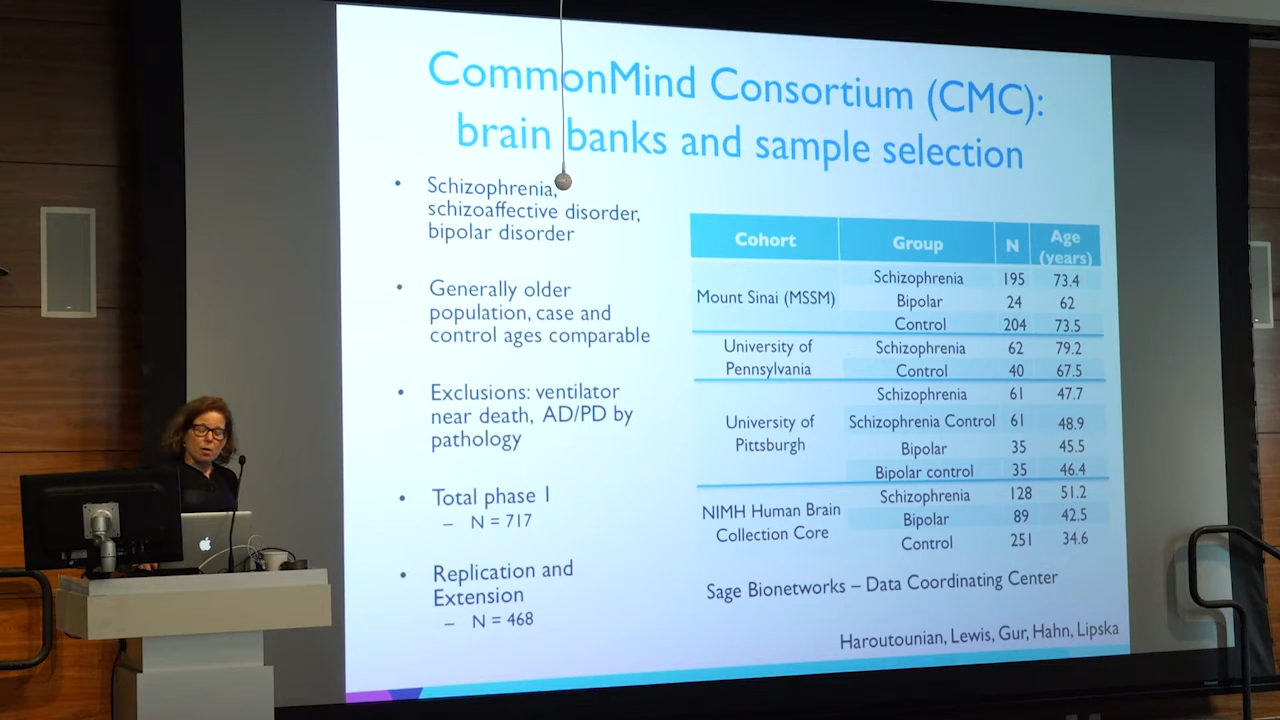 CommonMind Consortium (CMC):
brain banks and sample selection
• Schizophrenia,
schizoaffective disorder,
bipolar disorder
• Generally older
population, case and
control ages comparable
• Exclusions: ventilator
near death, AD/PD by
pathology
• Total phase 1
– N = 717
• Replication and
Extension
– N = 468
Cohort Group N Age (years)
Mount Sinai (MSSM) Schizophrenia 195 73.4
Bipolar 24 62
Control 204 73.5
University of Pennsylvania Schizophrenia 62 79.2
Control 40 67.5
University of Pittsburgh Schizophrenia 61 47.7
Schizophrenia Control 61 48.9
Bipolar 35 45.5
Bipolar control 35 46.4
NIMH Human Brain Collection Core Schizophrenia 128 51.2
Bipolar 89 42.5
Control 251 34.6
Sage Bionetworks – Data Coordinating Center
Haroutounian, Lewis, Gur, Hahn, Lipska